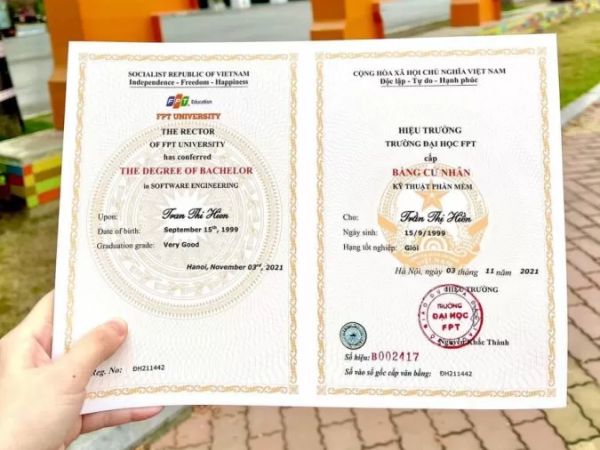 SOCIALIST REPUBLIC OF VIETNAM
Independence - Freedom - Happiness
FPT Education
FPT UNIVERSITY
THE RECTOR
OF FPT UNIVERSITY
has conferred
THE DEGREE OF BACHELOR
in SOFTWARE ENGINEERING
Upon: Tran Thi Hien
Date of birth: September 15th, 1999
Graduation grade: Very Good
Hanoi, November 03rd, 2021
Reg. No: ĐH211442
CỘNG HÒA XÃ HỘI CHỦ NGHĨA VIỆT NAM
Độc lập - Tự do - Hạnh phúc
HIỆU TRƯỞNG
TRƯỜNG ĐẠI HỌC FPT
cấp
BẰNG CỬ NHÂN
KỸ THUẬT PHẦN MỀM
Cho: Trần Thị Hiền
Ngày sinh: 15/9/1999
Hạng tốt nghiệp: Giỏi
Hà Nội, ngày 03 tháng 11 năm 2021
HIỆU TRƯỞNG
TRƯỜNG
ĐẠI HỌC
FPT
Nguyễn Khắc Thành
Số hiệu: B002417
Số vào sổ gốc cấp văn bằng: ĐH211442